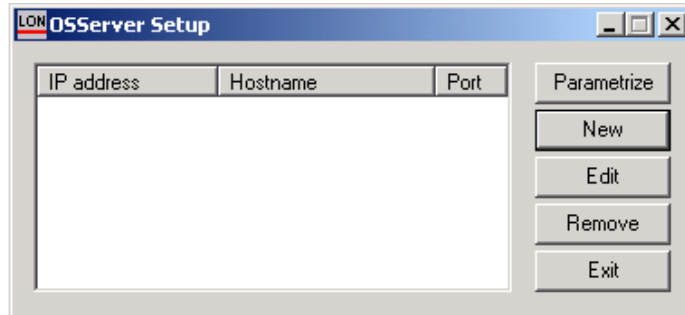 LON OSServer Setup
IP address Hostname Port
Parametrize
New
Edit
Remove
Exit